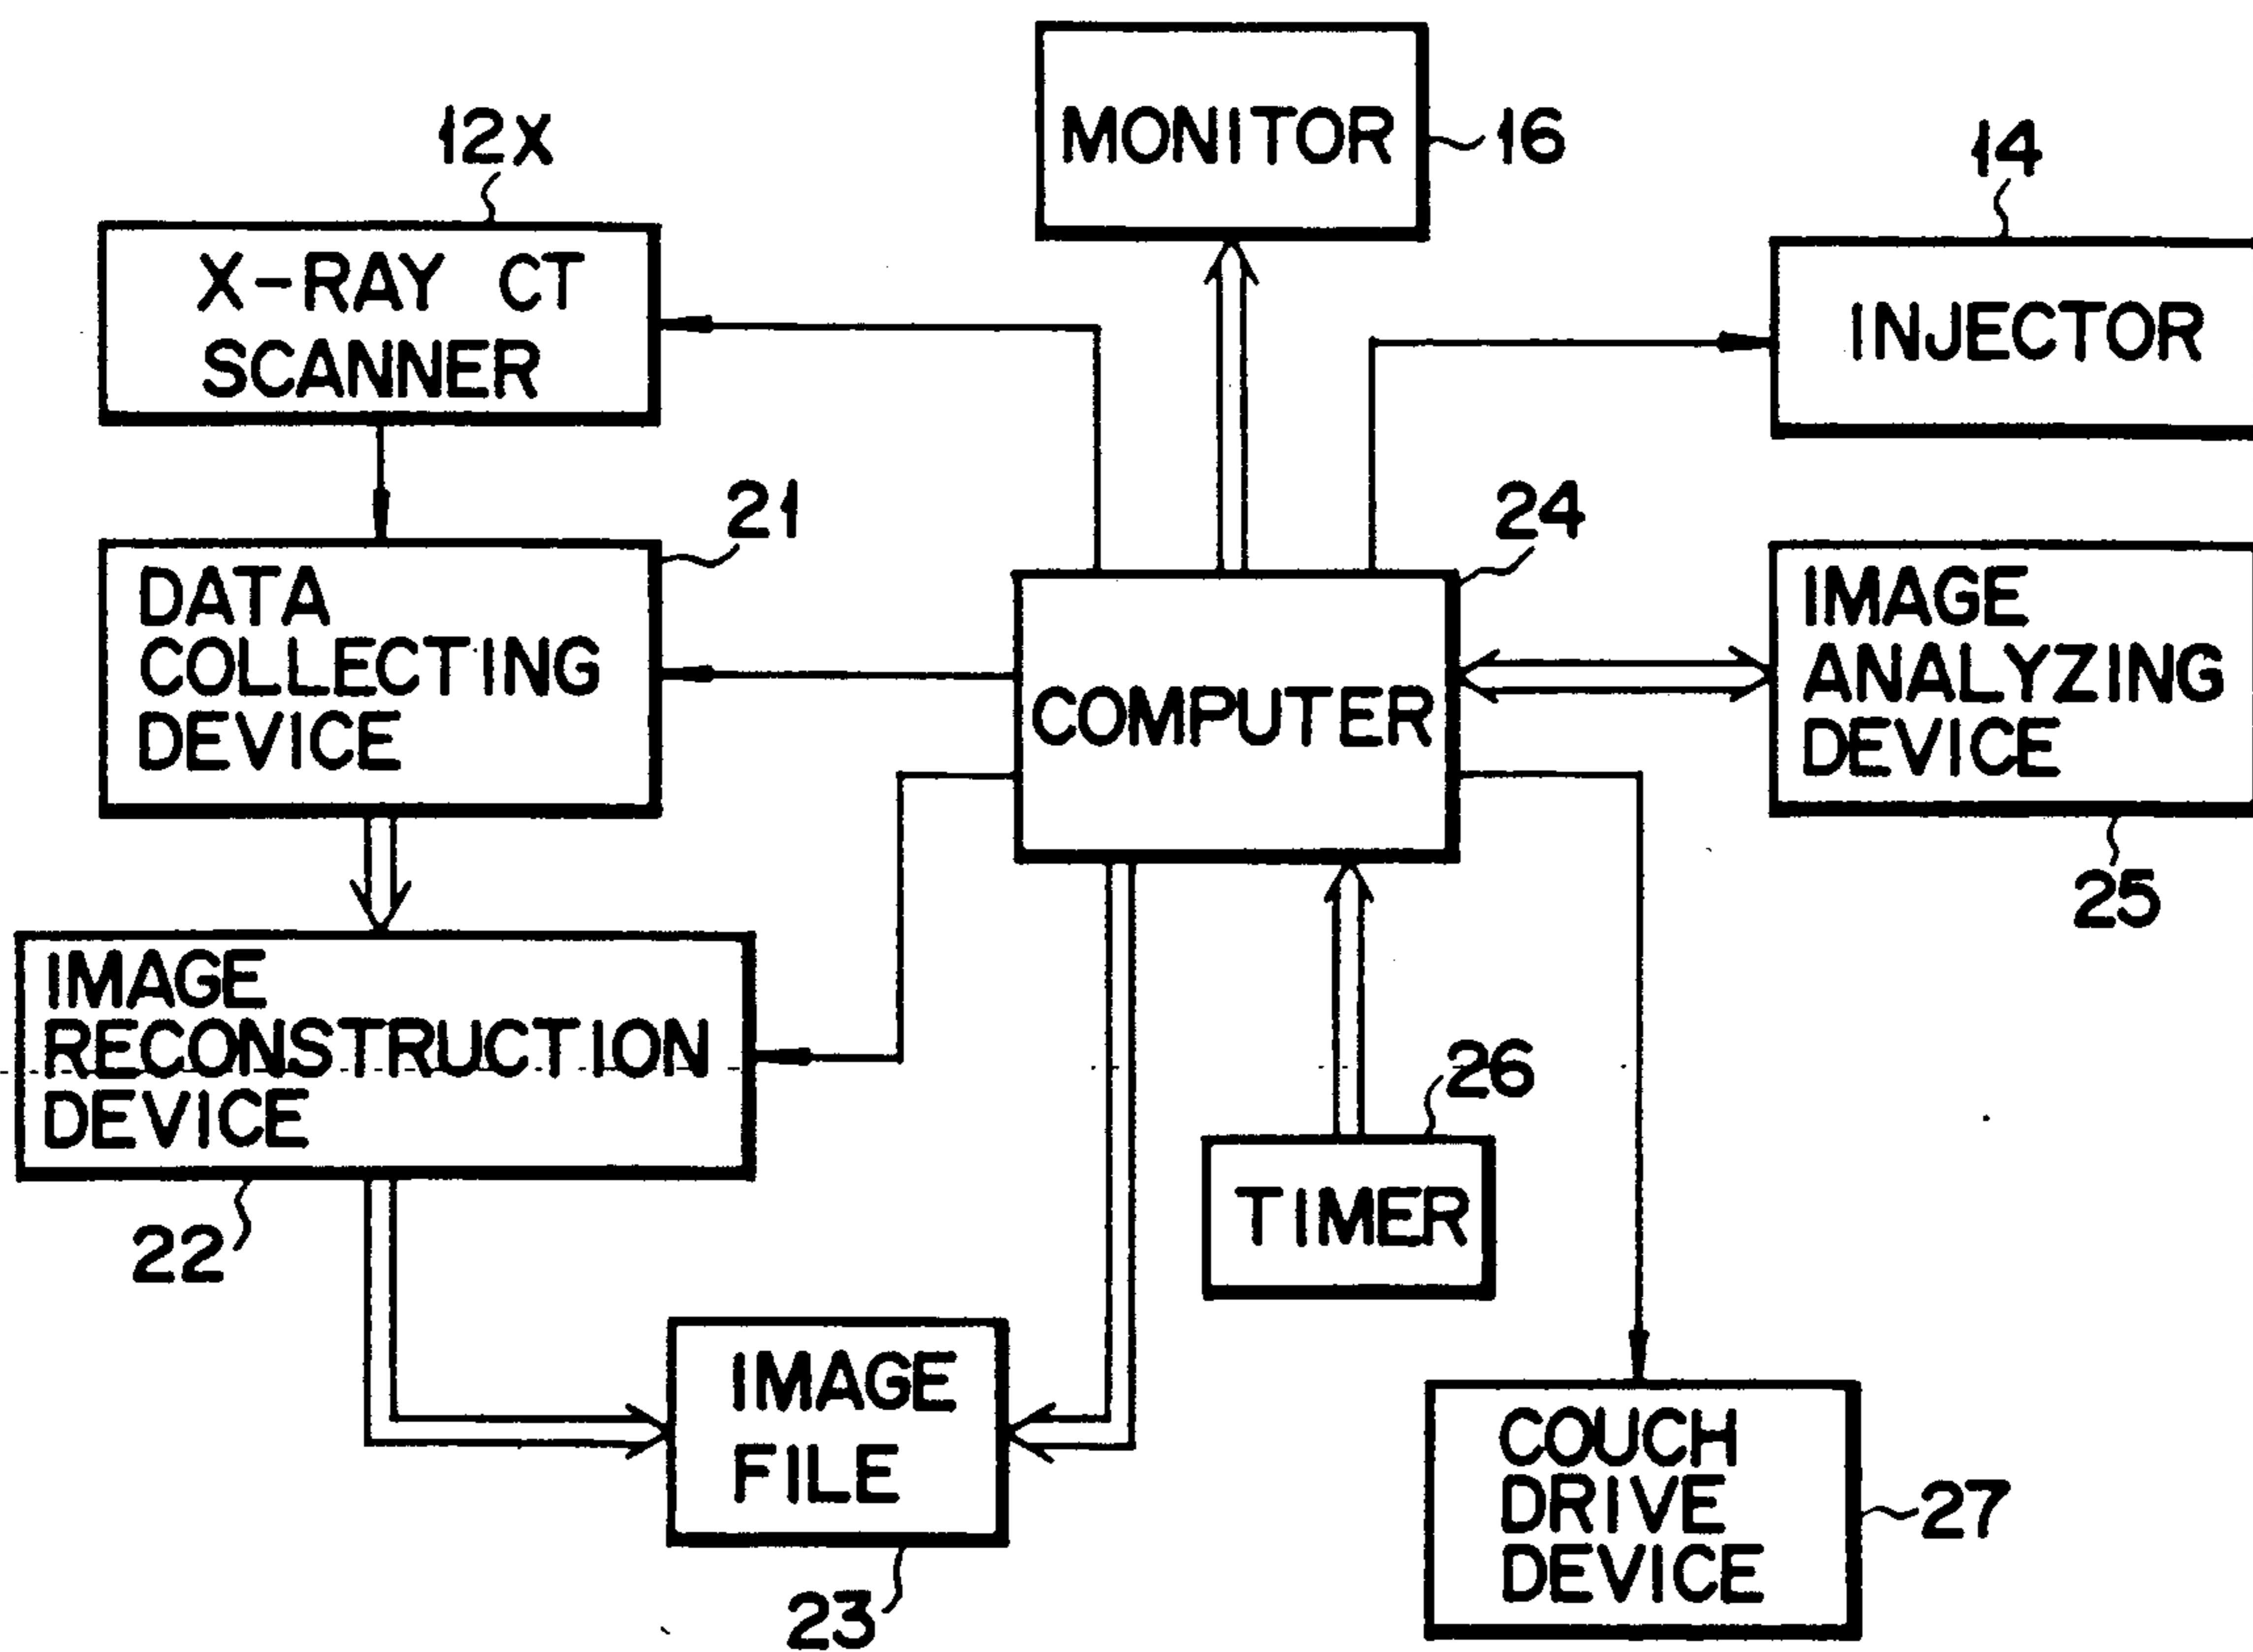 MONITOR
16
12X
14
X-RAY CT
SCANNER
INJECTOR
21
24
DATA
COLLECTING
DEVICE
COMPUTER
IMAGE
ANALYZING
DEVICE
25
IMAGE
RECONSTRUCTION
DEVICE
22
26
TIMER
IMAGE
FILE
23
COUCH
DRIVE
DEVICE
27